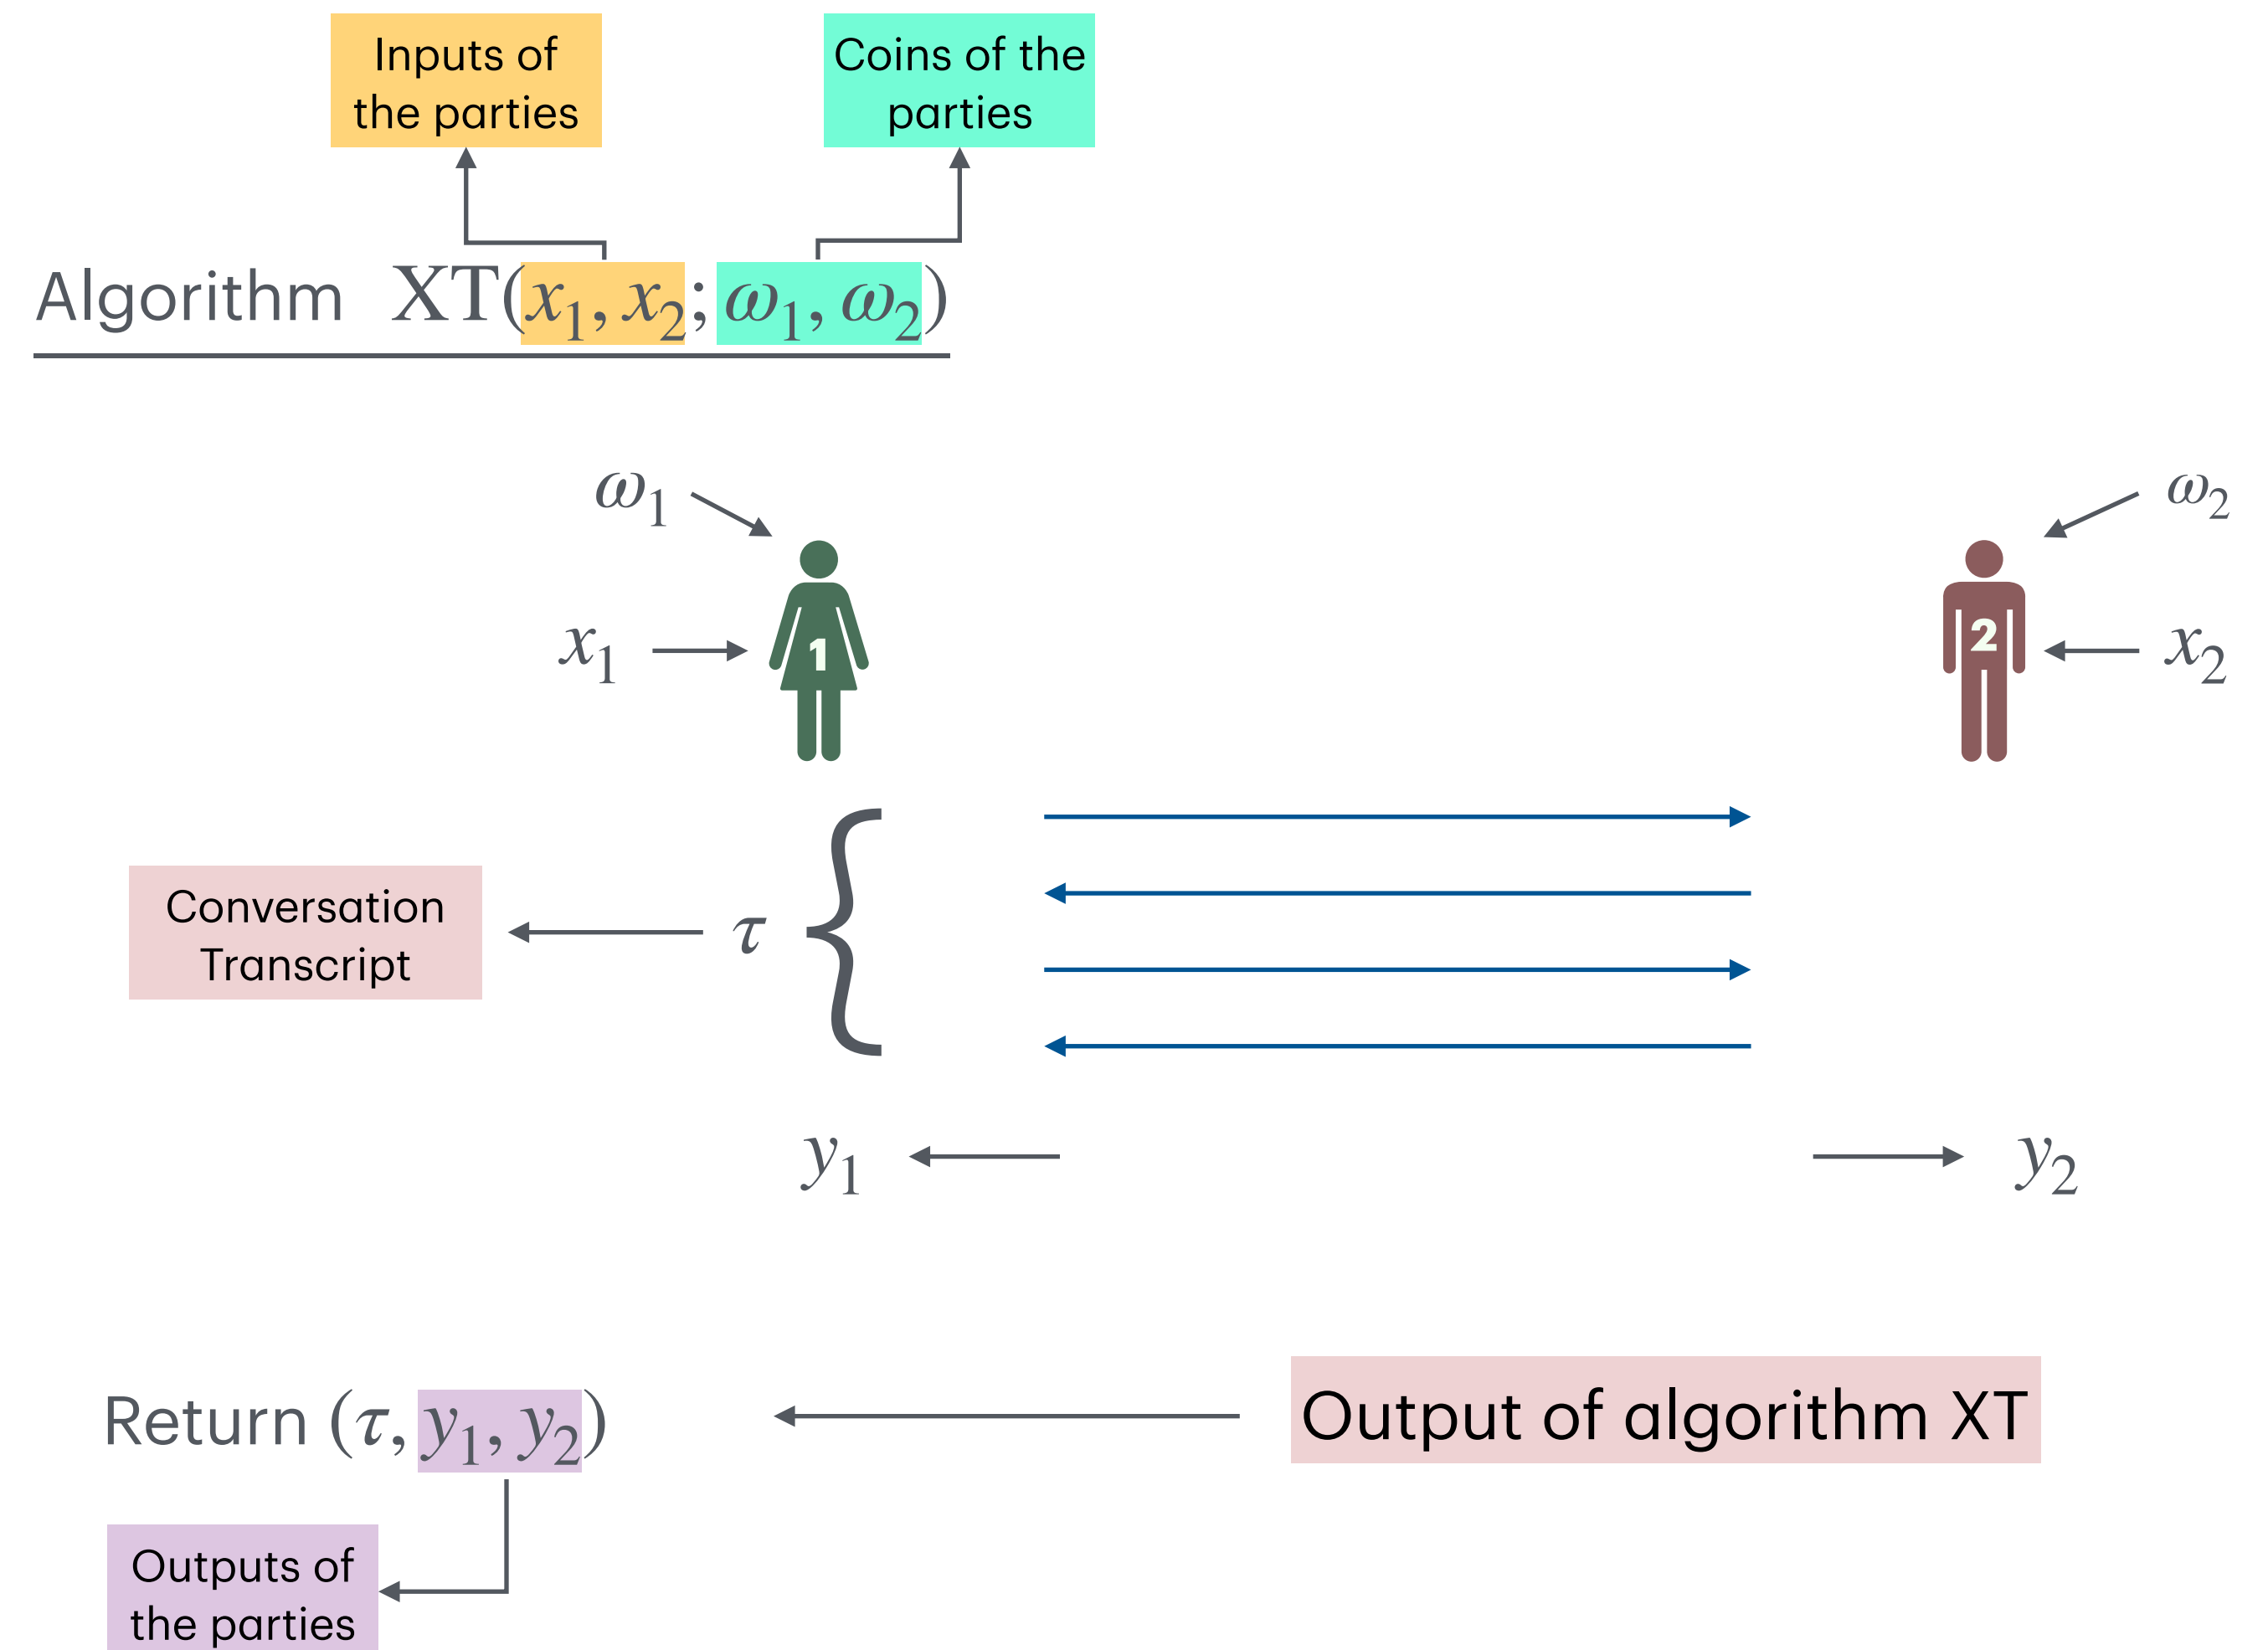 Inputs of
the parties
Coins of the
parties
Algorithm XT(x₁, x₂; ω₁, ω₂)
ω₁
ω₂
x₁
1
2
x₂
Conversation
Transcript
τ
y₁
y₂
Return (τ, y₁, y₂)
Output of algorithm XT
Outputs of
the parties